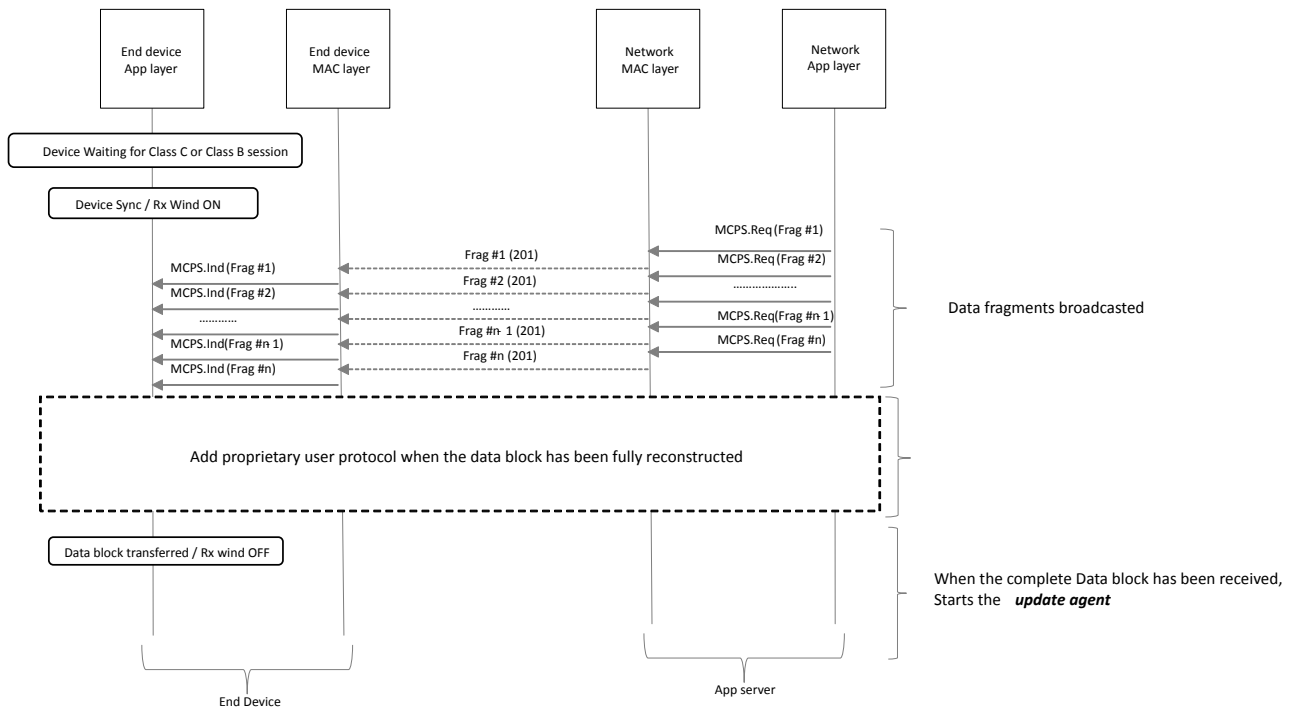 End device
App layer
End device
MAC layer
Network
MAC layer
Network
App layer
Device Waiting for Class C or Class B session
Device Sync / Rx Wind ON
MCPS.Req (Frag #1)
Frag #1 (201)
MCPS.Req (Frag #2)
MCPS.Ind (Frag #1)
Frag #2 (201)
………………..
MCPS.Ind (Frag #2)
…………
MCPS.Req(Frag #n- 1)
…………
Frag #n- 1 (201)
MCPS.Req (Frag #n)
MCPS.Ind(Frag #n- 1)
Frag #n (201)
MCPS.Ind (Frag #n)
Data fragments broadcasted
Add proprietary user protocol when the data block has been fully reconstructed
Data block transferred / Rx wind OFF
When the complete Data block has been received,
Starts the update agent
End Device
App server